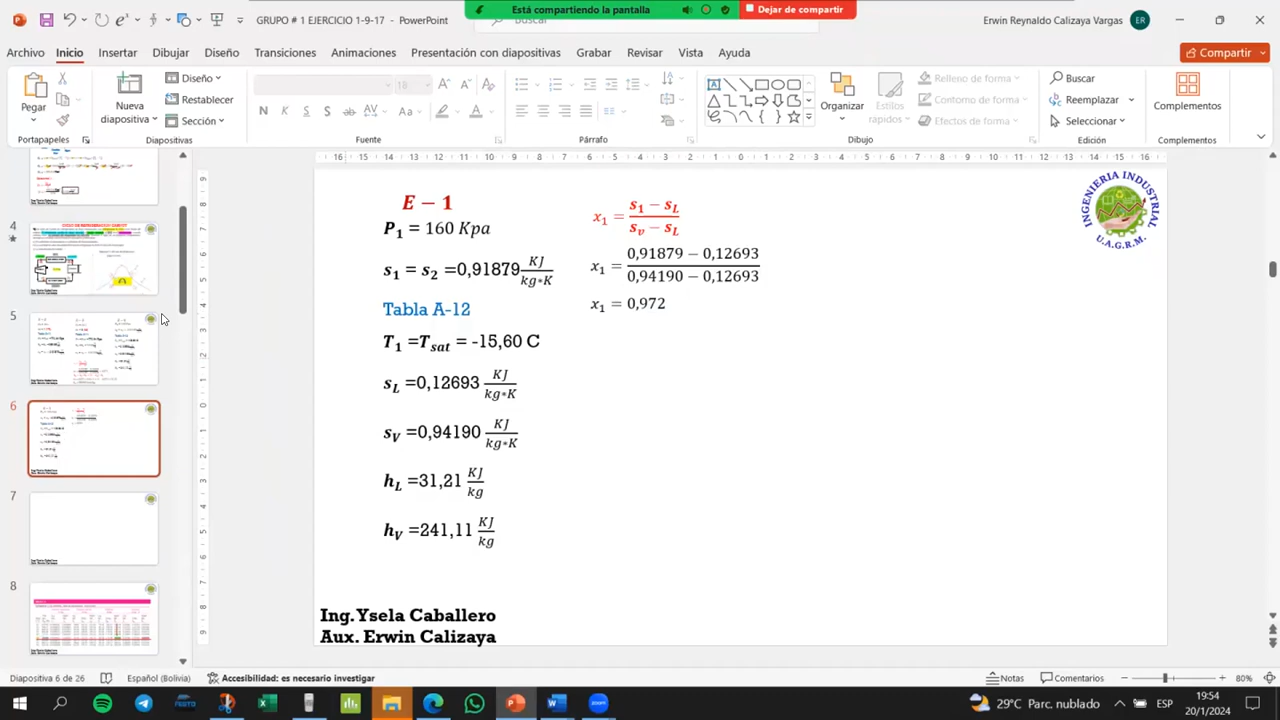 GRUPO # 1 EJERCICIO 1-9-17 - PowerPoint
Está compartiendo la pantalla
Dejar de compartir
Buscar
Erwin Reynaldo Calizaya Vargas
ER
Archivo Inicio Insertar Dibujar Diseño Transiciones Animaciones Presentación con diapositivas Grabar Revisar Vista Ayuda
Compartir
Pegar
Nueva diapositiva
Diseño
Restablecer
Sección
Organizar
Estilos rápidos
Relleno de forma
Contorno de forma
Efectos de forma
Buscar
Reemplazar
Seleccionar
Complementos
Portapapeles
Diapositivas
Fuente
Párrafo
Dibujo
Edición
Complementos
4
5
6
7
8
E − 1
P₁ = 160 Kpa
s₁ = s₂ =0,91879 KJ/kg∗K
Tabla A-12
T₁ =Tsat = -15,60 C
sL =0,12693 KJ/kg∗K
sV =0,94190 KJ/kg∗K
hL =31,21 KJ/kg
hV =241,11 KJ/kg
x₁ = (s₁ − sL)/(sv − sL)
x₁ = (0,91879 − 0,12693)/(0,94190 − 0,12693)
x₁ = 0,972
INGENIERIA INDUSTRIAL
U.A.G.R.M.
Ing.Ysela Caballero
Aux. Erwin Calizaya
Diapositiva 6 de 26
Español (Bolivia)
Accesibilidad: es necesario investigar
Notas
Comentarios
80%
29°C Parc. nublado
ESP
19:54
20/1/2024